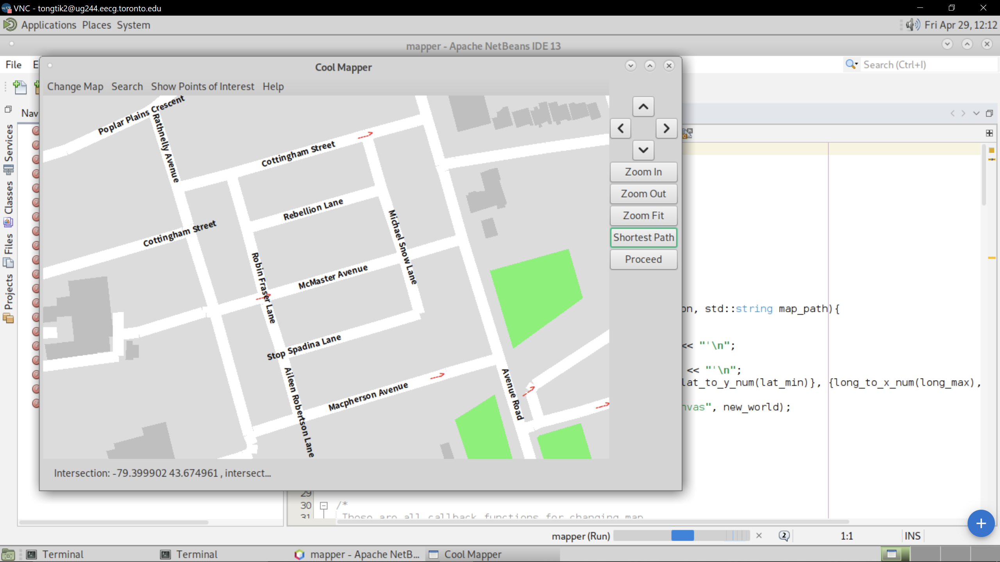 VNC - tongtik2@ug244.eecg.toronto.edu
Applications Places System
Fri Apr 29, 12:12
mapper - Apache NetBeans IDE 13
File E
Search (Ctrl+I)
Cool Mapper
Change Map Search Show Points of Interest Help
Nav
Services
Classes
Files
Projects
Poplar Plains Crescent
Rathnelly Avenue
Cottingham Street
Rebellion Lane
Cottingham Street
Michael Snow Lane
Robin Fraser Lane
McMaster Avenue
Stop Spadina Lane
Aileen Robertson Lane
Macpherson Avenue
Avenue Road
Zoom In
Zoom Out
Zoom Fit
Shortest Path
Proceed
on, std::string map_path){
<< "'\n";
<< "'\n";
lat_to_y_num(lat_min)}, {long_to_x_num(long_max),
nvas", new_world);
Intersection: -79.399902 43.674961 , intersect...
29
30 /*
31 These are all callback functions for changing map
mapper (Run)
2
1:1
INS
Terminal
Terminal
mapper - Apache NetB...
Cool Mapper